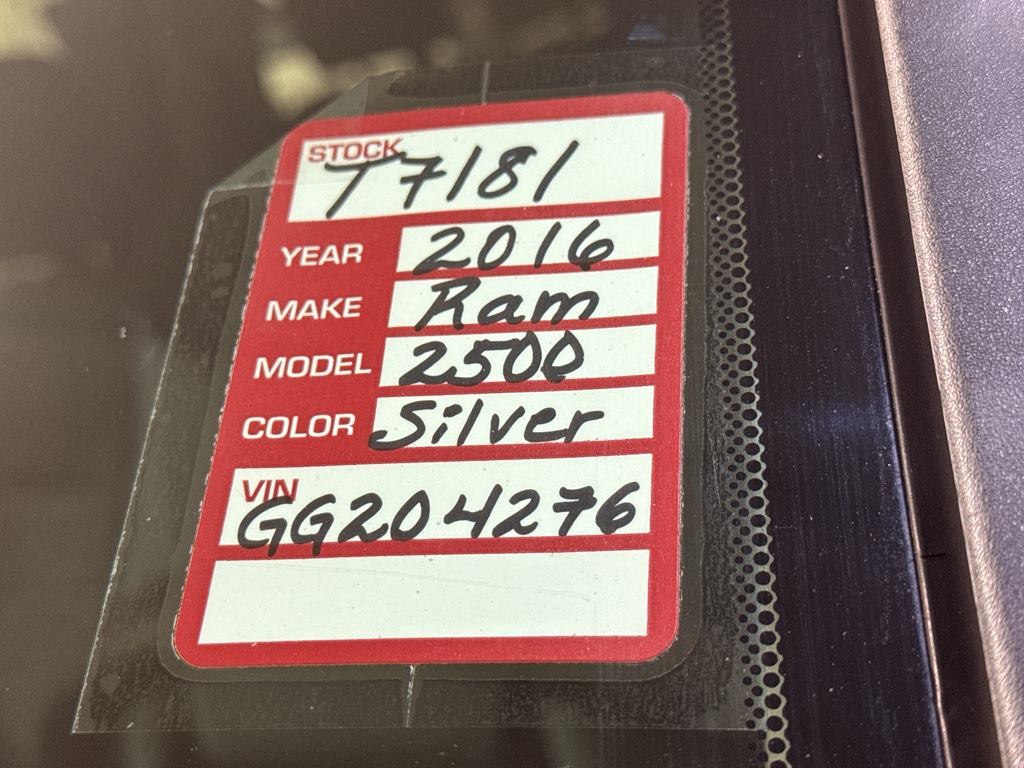 STOCK T7181
YEAR 2016
MAKE Ram
MODEL 2500
COLOR Silver
VIN
GG204276